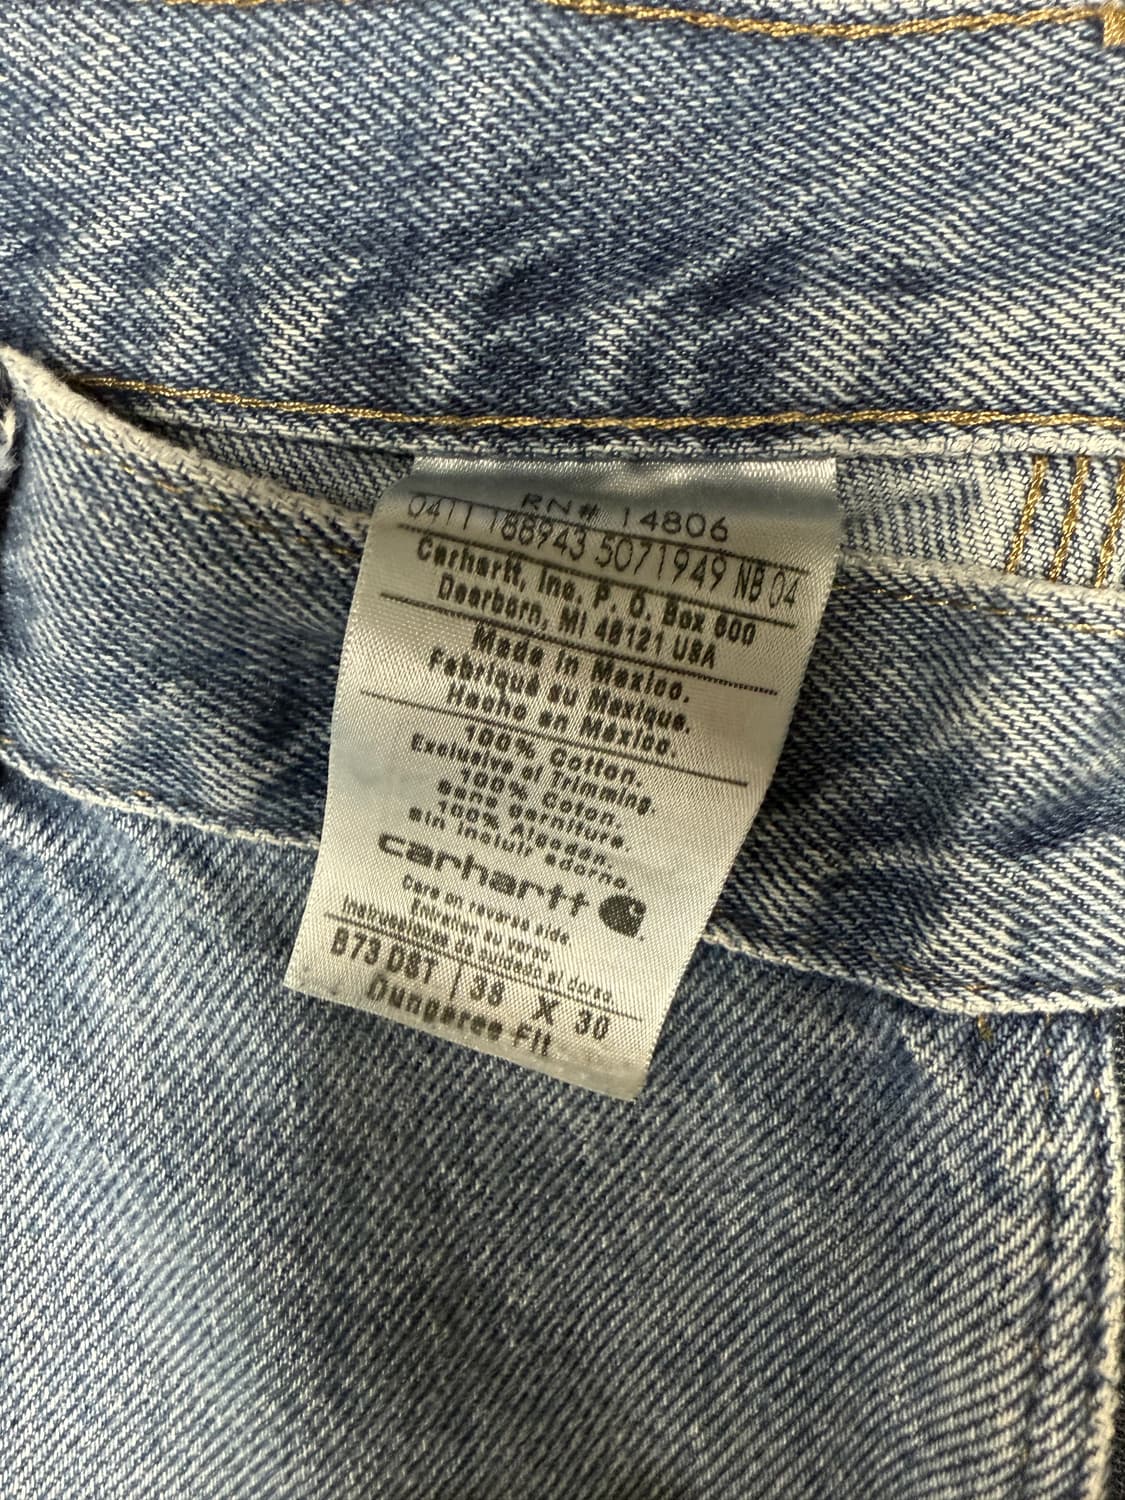 RN# 14806
0411 188943 5071949 NB 04
Carhartt, Inc. P. O. Box 600
Dearborn, MI 48121 USA
Made in Mexico.
Fabriqué au Mexique.
Hecho en México.
100% Cotton.
Exclusive of Trimming.
100% Coton.
sans Garniture.
100% Algodon.
sin incluir adorno.
carhartt
Care on reverse side
Entretien au verso.
Instrucciones de cuidado al dorso.
B73 DST 38 X 30
Dungaree Fit